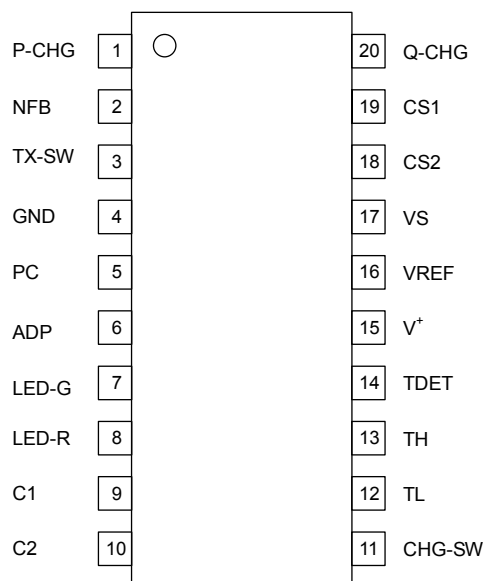 P-CHG 1 20 Q-CHG
NFB 2 19 CS1
TX-SW 3 18 CS2
GND 4 17 VS
PC 5 16 VREF
ADP 6 15 V⁺
LED-G 7 14 TDET
LED-R 8 13 TH
C1 9 12 TL
C2 10 11 CHG-SW